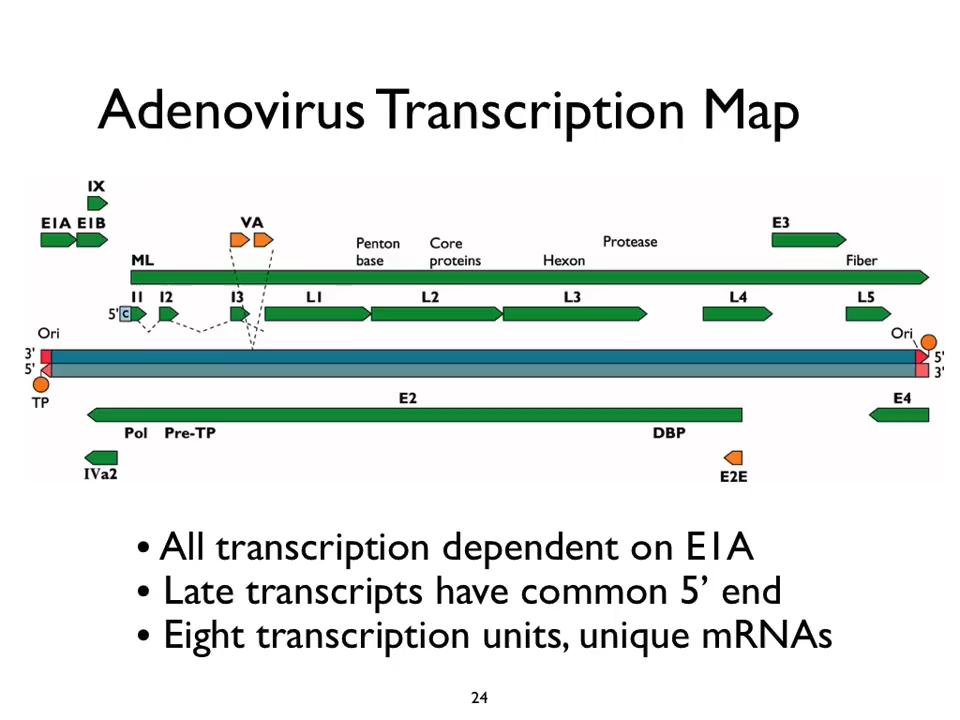 Adenovirus Transcription Map
IX
E1A E1B VA E3
Penton base Core proteins Protease
ML Hexon Fiber
5' C I1 I2 I3 L1 L2 L3 L4 L5
Ori Ori
3' 5'
5' 3'
TP E2 E4
Pol Pre-TP DBP
IVa2 E2E
• All transcription dependent on E1A
• Late transcripts have common 5’ end
• Eight transcription units, unique mRNAs
24